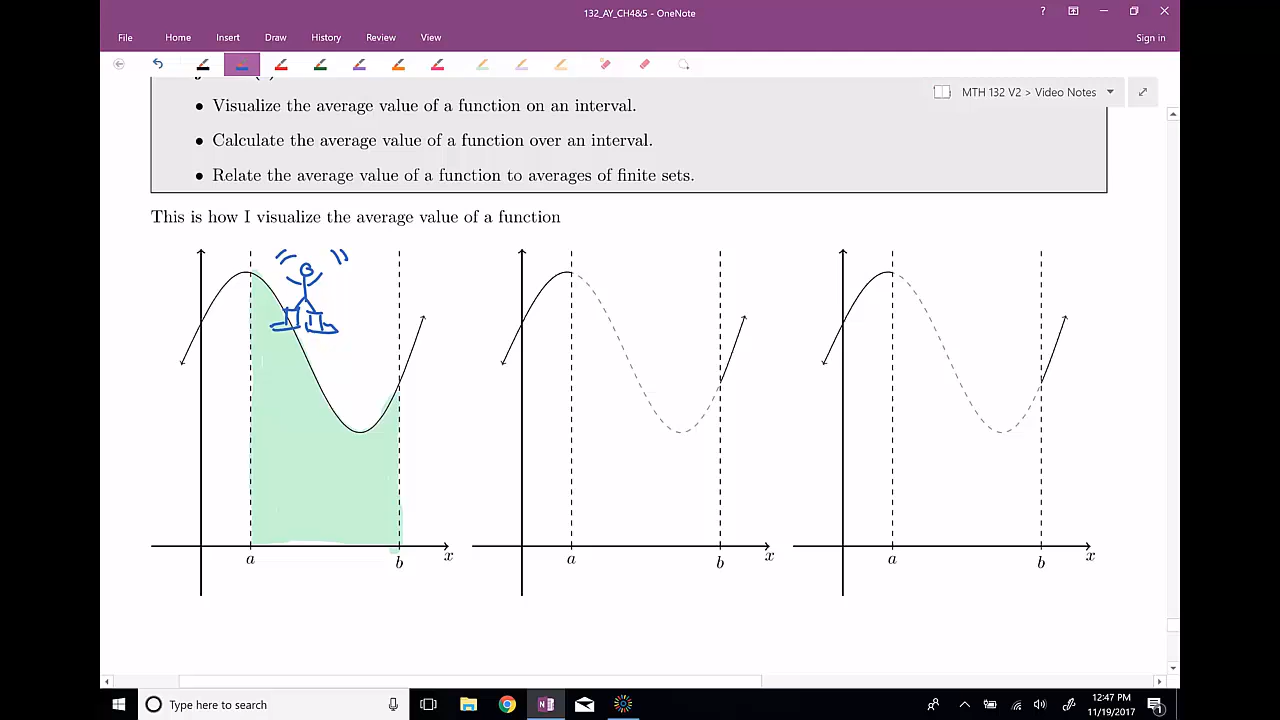 132_AY_CH4&5 - OneNote
?
File Home Insert Draw History Review View Sign in
MTH 132 V2 > Video Notes
• Visualize the average value of a function on an interval.
• Calculate the average value of a function over an interval.
• Relate the average value of a function to averages of finite sets.
This is how I visualize the average value of a function
a b x a b x a b x
Type here to search
12:47 PM
11/19/2017